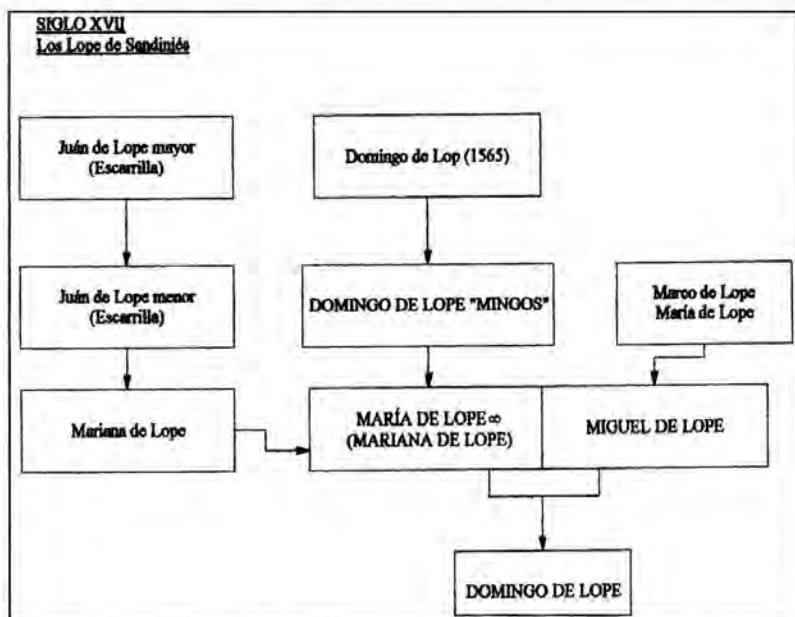 SIGLO XVII
Los Lope de Sandiniés
Juán de Lope mayor
(Escarrilla)
Domingo de Lop (1565)
Juán de Lope menor
(Escarrilla)
DOMINGO DE LOPE "MINGOS"
Marco de Lope
María de Lope
Mariana de Lope
MARÍA DE LOPE ∞
(MARIANA DE LOPE)
MIGUEL DE LOPE
DOMINGO DE LOPE